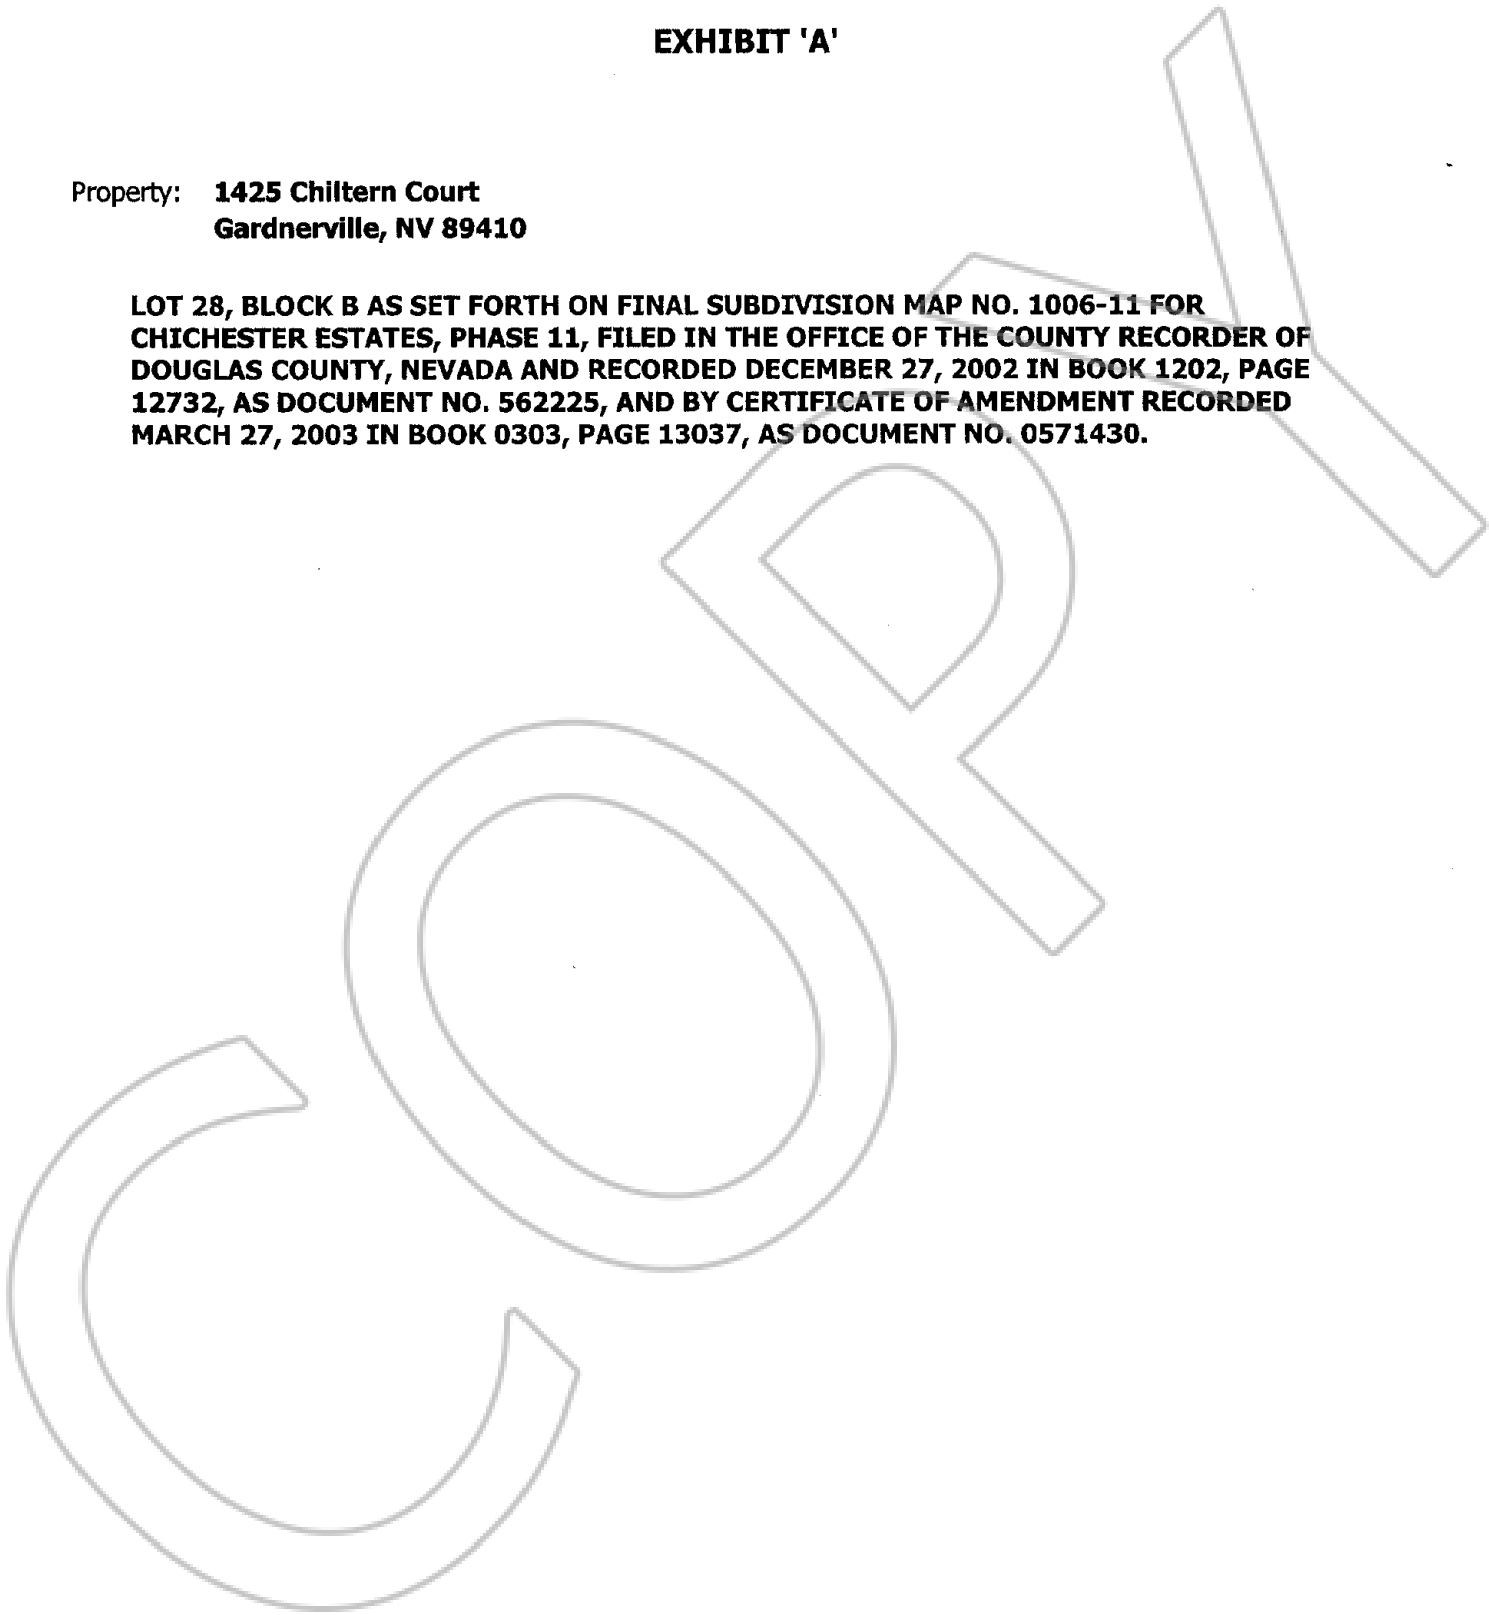 EXHIBIT 'A'
Property: 1425 Chiltern Court
Gardnerville, NV 89410
LOT 28, BLOCK B AS SET FORTH ON FINAL SUBDIVISION MAP NO. 1006-11 FOR
CHICHESTER ESTATES, PHASE 11, FILED IN THE OFFICE OF THE COUNTY RECORDER OF
DOUGLAS COUNTY, NEVADA AND RECORDED DECEMBER 27, 2002 IN BOOK 1202, PAGE
12732, AS DOCUMENT NO. 562225, AND BY CERTIFICATE OF AMENDMENT RECORDED
MARCH 27, 2003 IN BOOK 0303, PAGE 13037, AS DOCUMENT NO. 0571430.
COPY